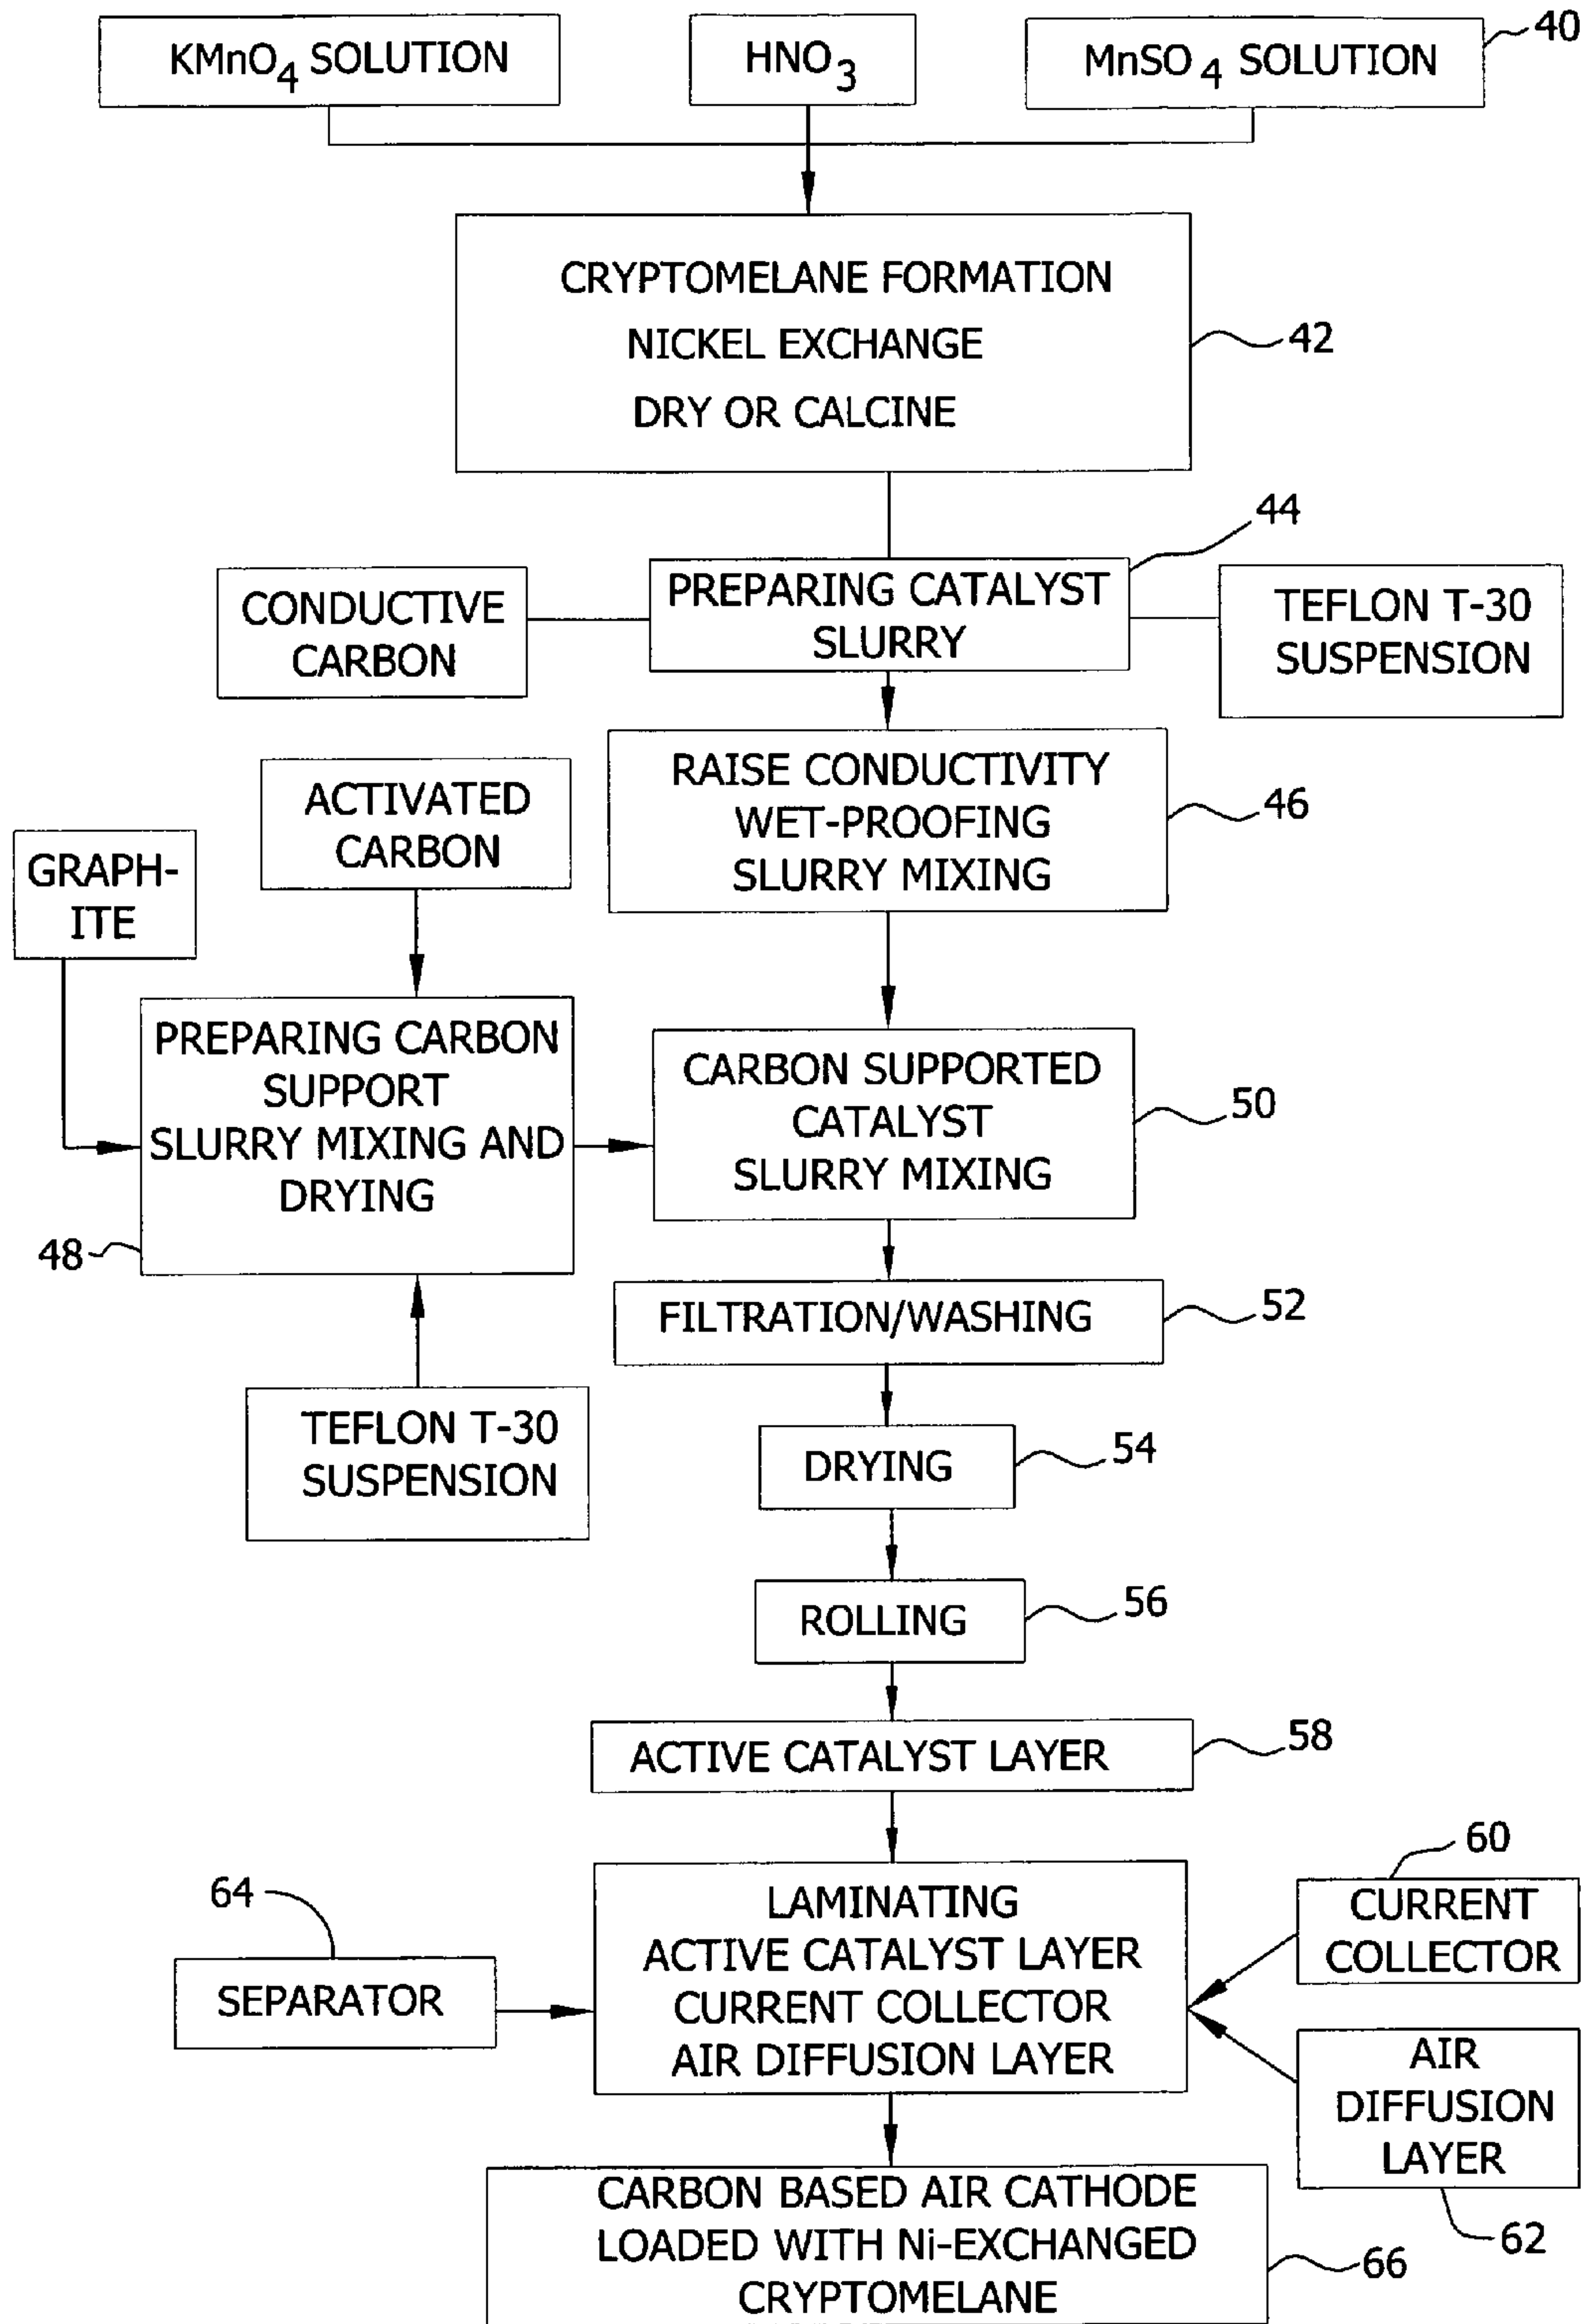 KMnO4 SOLUTION
HNO3
MnSO4 SOLUTION
40
CRYPTOMELANE FORMATION
NICKEL EXCHANGE
DRY OR CALCINE
42
44
CONDUCTIVE
CARBON
PREPARING CATALYST
SLURRY
TEFLON T-30
SUSPENSION
RAISE CONDUCTIVITY
WET-PROOFING
SLURRY MIXING
46
ACTIVATED
CARBON
GRAPH-
ITE
PREPARING CARBON
SUPPORT
SLURRY MIXING AND
DRYING
48
CARBON SUPPORTED
CATALYST
SLURRY MIXING
50
FILTRATION/WASHING
52
TEFLON T-30
SUSPENSION
DRYING
54
ROLLING
56
ACTIVE CATALYST LAYER
58
64
SEPARATOR
LAMINATING
ACTIVE CATALYST LAYER
CURRENT COLLECTOR
AIR DIFFUSION LAYER
60
CURRENT
COLLECTOR
AIR
DIFFUSION
LAYER
62
CARBON BASED AIR CATHODE
LOADED WITH Ni-EXCHANGED
CRYPTOMELANE
66